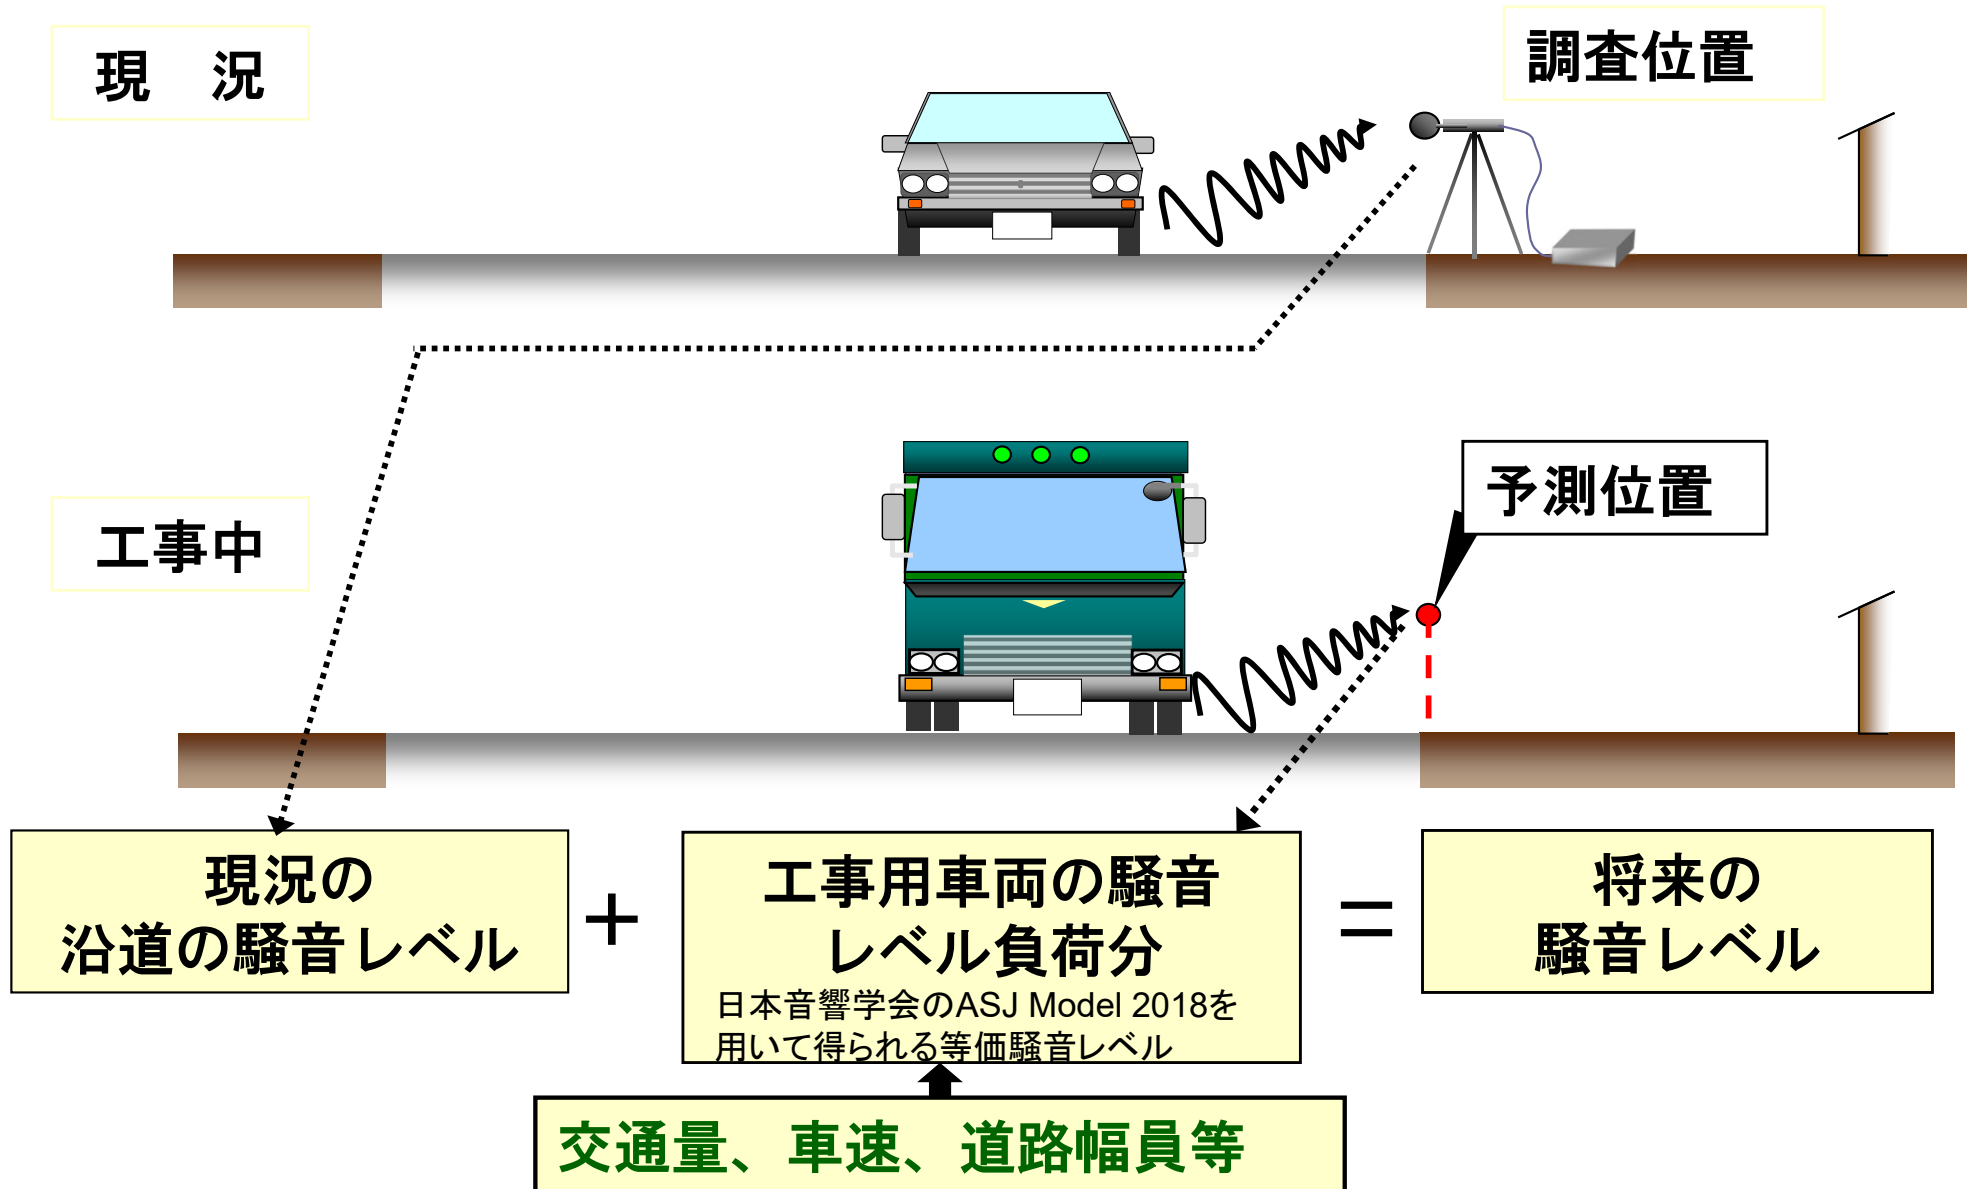 現　況
調査位置
工事中
予測位置
現況の
沿道の騒音レベル
＋
工事用車両の騒音
レベル負荷分
日本音響学会のASJ Model 2018を
用いて得られる等価騒音レベル
＝
将来の
騒音レベル
交通量、車速、道路幅員等